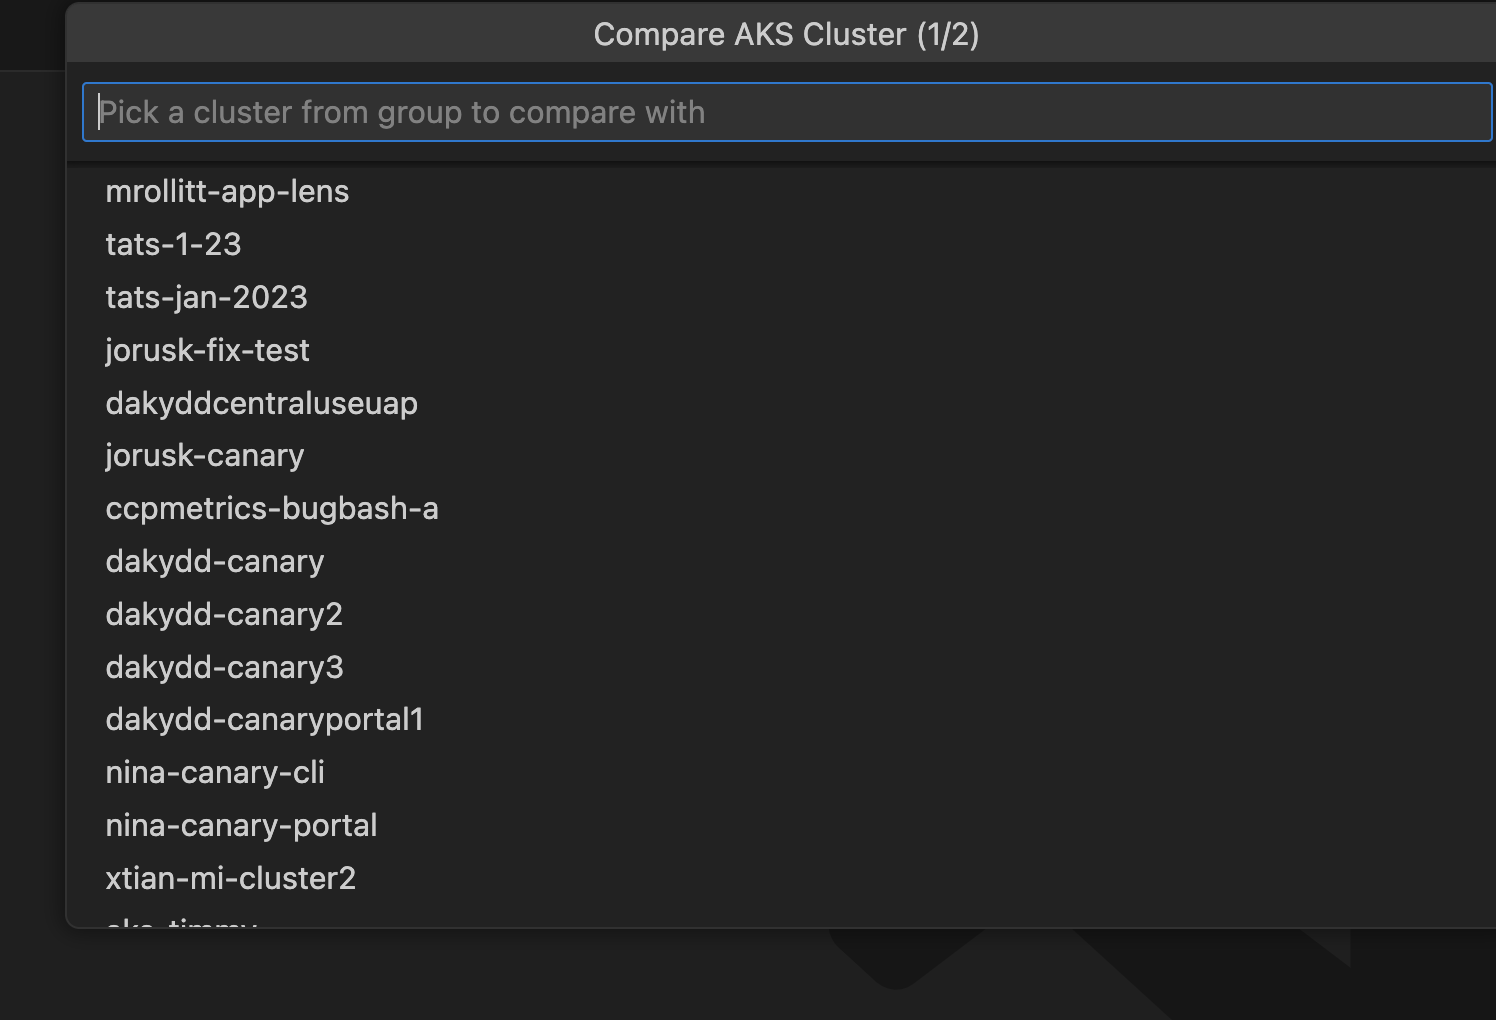 Compare AKS Cluster (1/2)
Pick a cluster from group to compare with
mrollitt-app-lens
tats-1-23
tats-jan-2023
jorusk-fix-test
dakyddcentraluseuap
jorusk-canary
ccpmetrics-bugbash-a
dakydd-canary
dakydd-canary2
dakydd-canary3
dakydd-canaryportal1
nina-canary-cli
nina-canary-portal
xtian-mi-cluster2